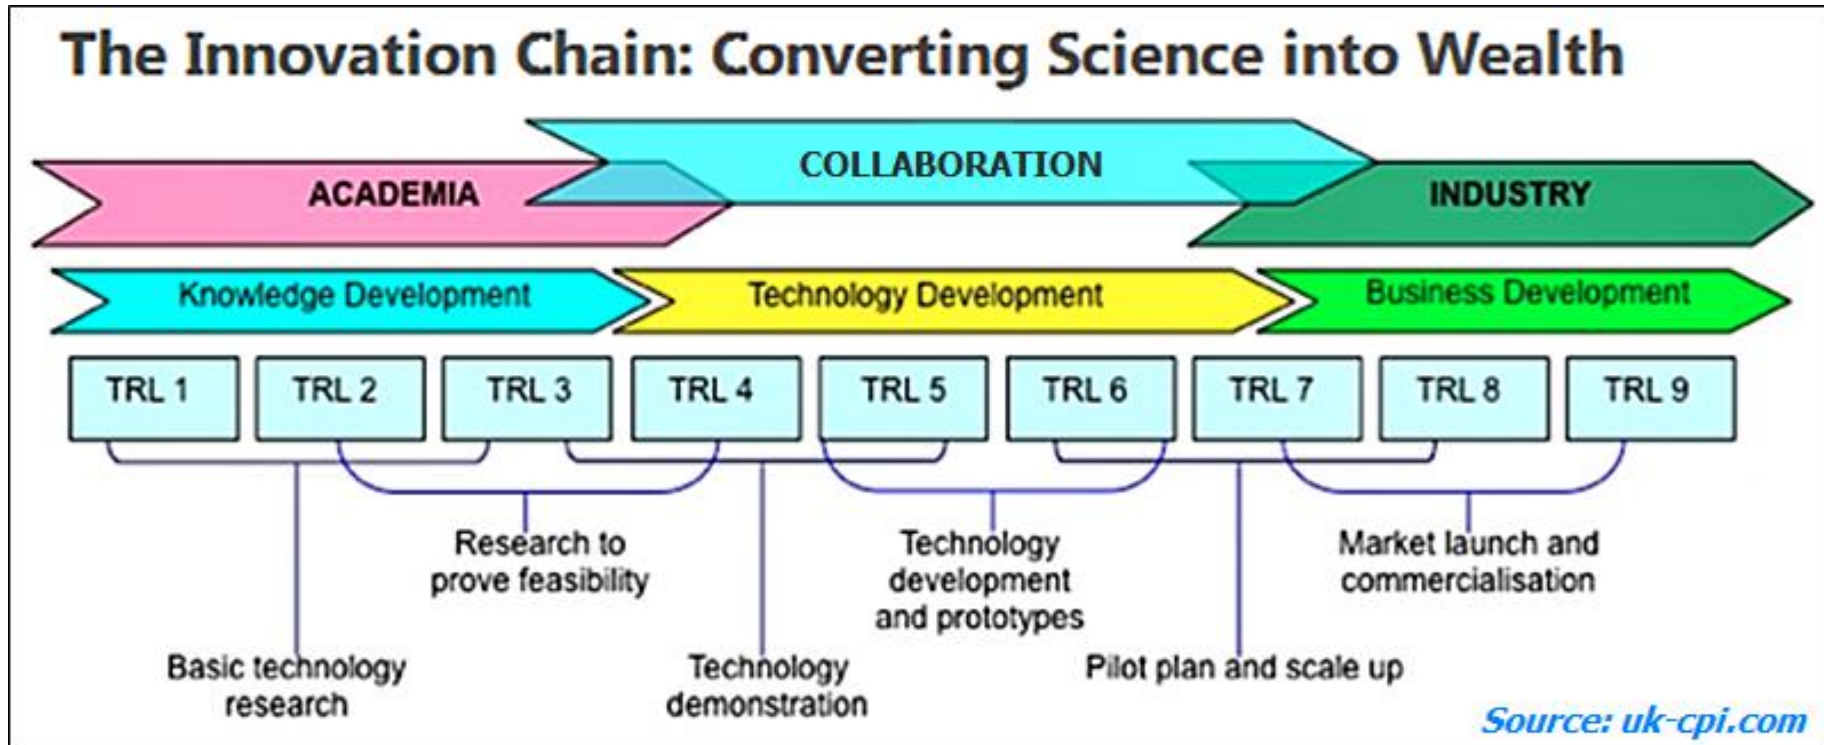 The Innovation Chain: Converting Science into Wealth
COLLABORATION
ACADEMIA
INDUSTRY
Knowledge Development
Technology Development
Business Development
TRL 1
TRL 2
TRL 3
TRL 4
TRL 5
TRL 6
TRL 7
TRL 8
TRL 9
Research to
prove feasibility
Technology
development
and prototypes
Market launch and
commercialisation
Basic technology
research
Technology
demonstration
Pilot plan and scale up
Source: uk-cpi.com